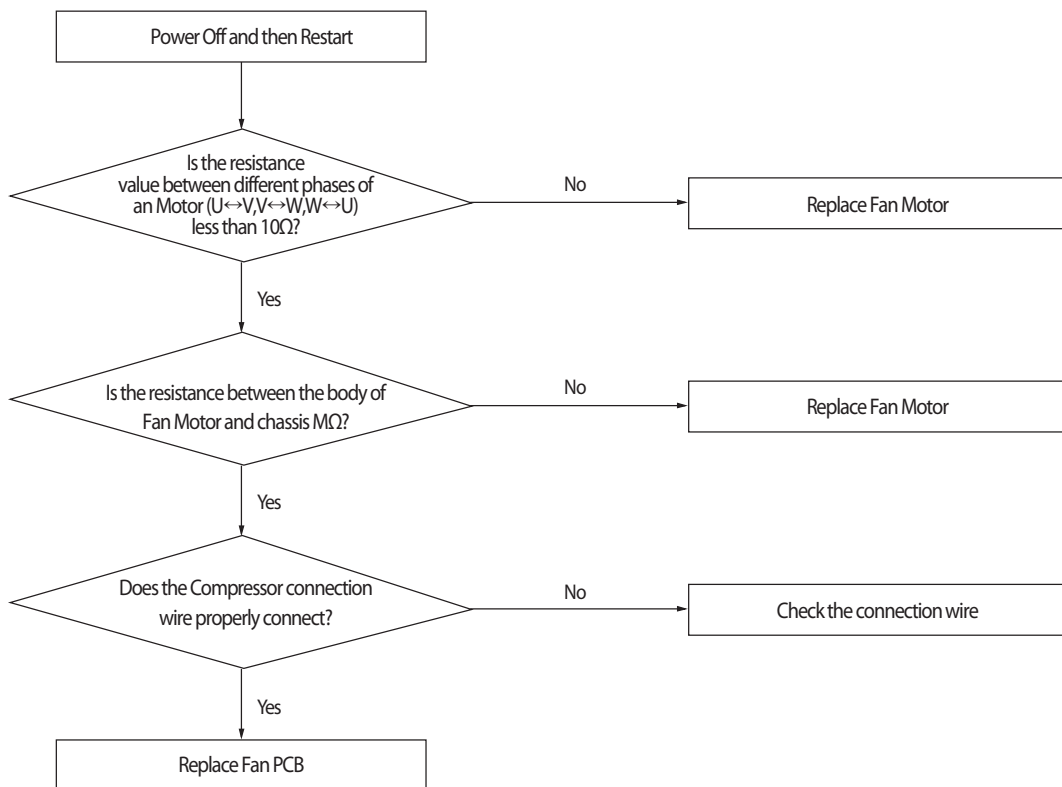 Power Off and then Restart
Is the resistance
value between different phases of
an Motor (U↔V,V↔W,W↔U)
less than 10Ω?
No
Replace Fan Motor
Yes
Is the resistance between the body of
Fan Motor and chassis MΩ?
No
Replace Fan Motor
Yes
Does the Compressor connection
wire properly connect?
No
Check the connection wire
Yes
Replace Fan PCB